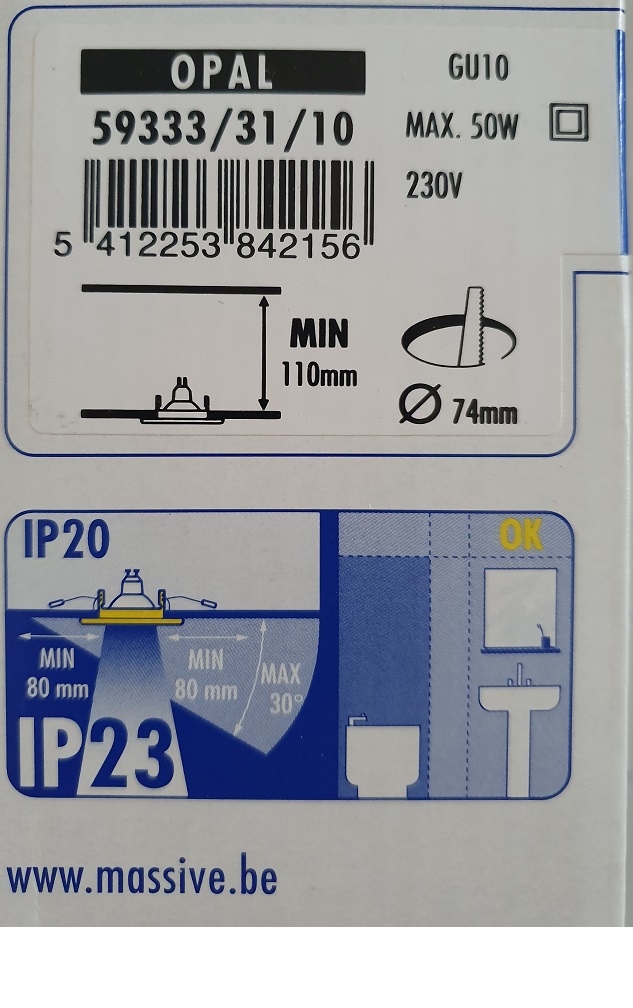 OPAL
59333/31/10
5 412253 842156
GU10
MAX. 50W
230V
MIN
110mm
Ø 74mm
IP20
MIN
80 mm
MIN
80 mm
MAX
30°
IP23
OK
www.massive.be